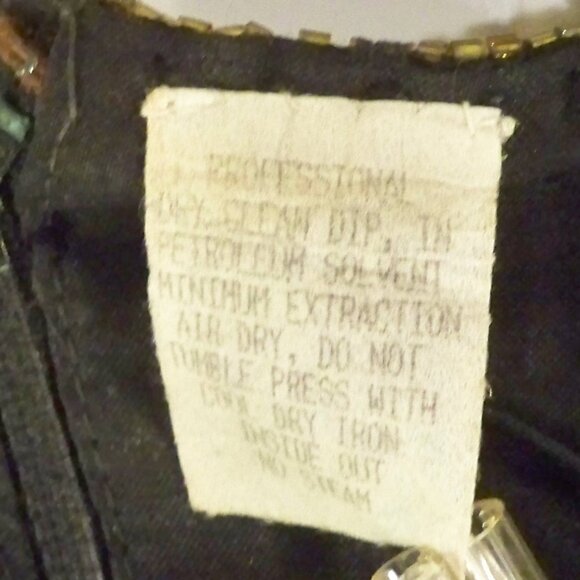 PROFESSIONAL
DRY CLEAN DIP, IN
PETROLEUM SOLVENT
MINIMUM EXTRACTION
AIR DRY, DO NOT
TUMBLE PRESS WITH
COOL DRY IRON
INSIDE OUT
NO STEAM